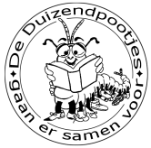 De Duizendpootjes
gaan er samen voor